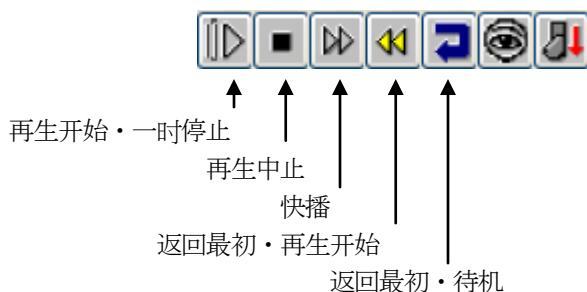 再生开始・一时停止
再生中止
快播
返回最初・再生开始
返回最初・待机